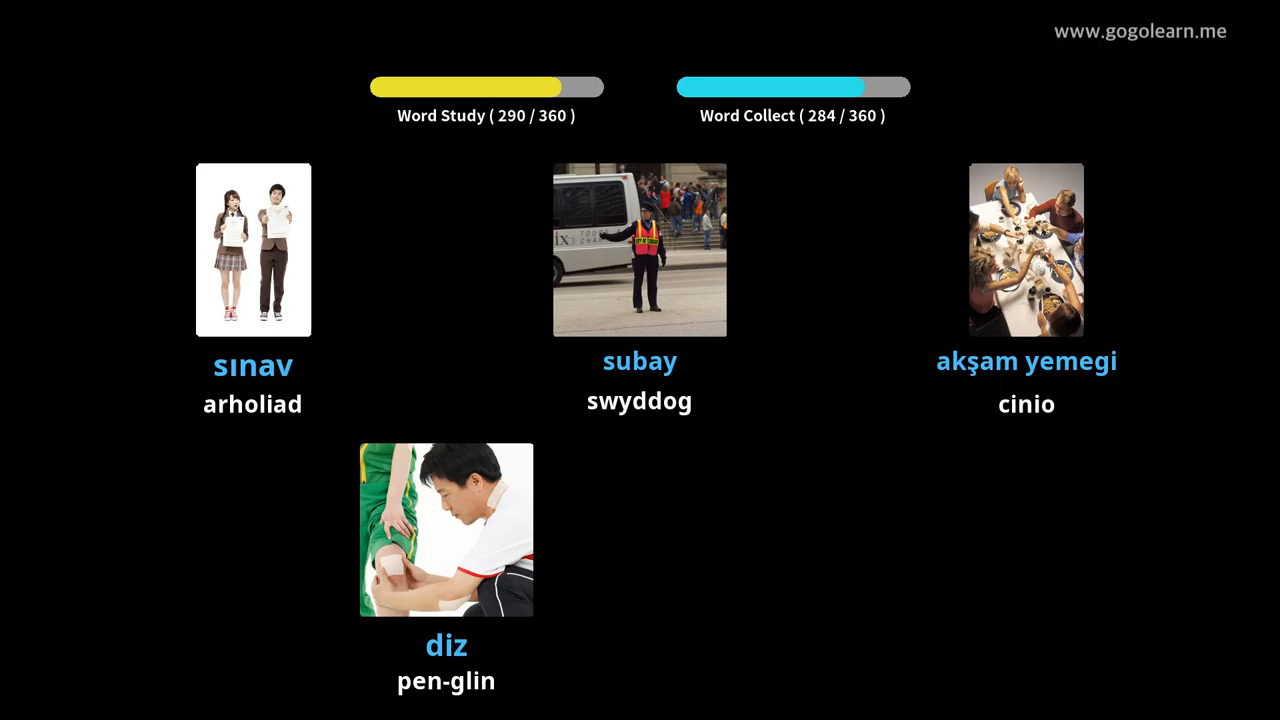 www.gogolearn.me
Word Study ( 290 / 360 )
Word Collect ( 284 / 360 )
sınav
arholiad
subay
swyddog
akşam yemegi
cinio
diz
pen-glin